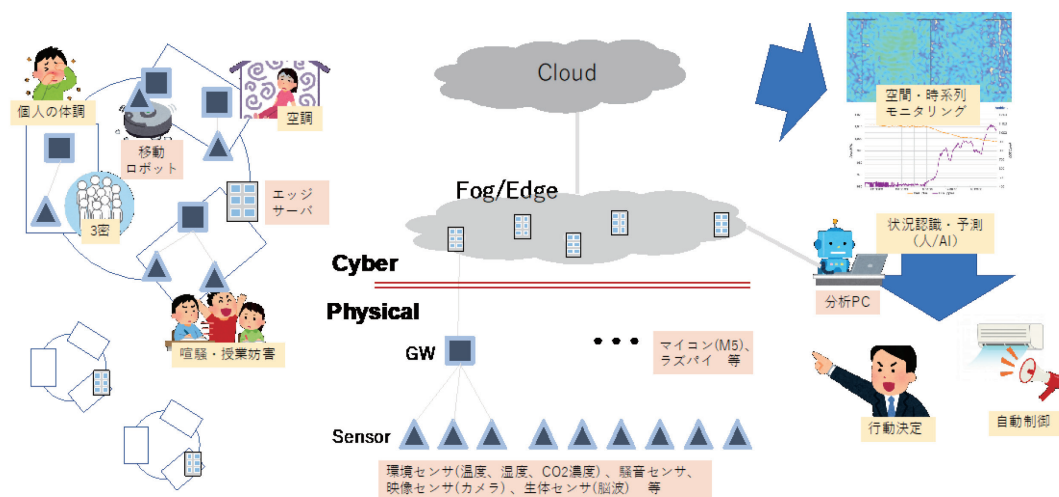 個人の体調
移動
ロボット
空調
3密
エッジ
サーバ
喧騒・授業妨害
Cloud
Fog/Edge
Cyber
Physical
GW
マイコン(M5)、
ラズパイ 等
Sensor
環境センサ(温度、湿度、CO2濃度) 、騒音センサ、
映像センサ(カメラ) 、生体センサ(脳波) 等
空間・時系列
モニタリング
状況認識・予測
(人/AI)
分析PC
行動決定
自動制御